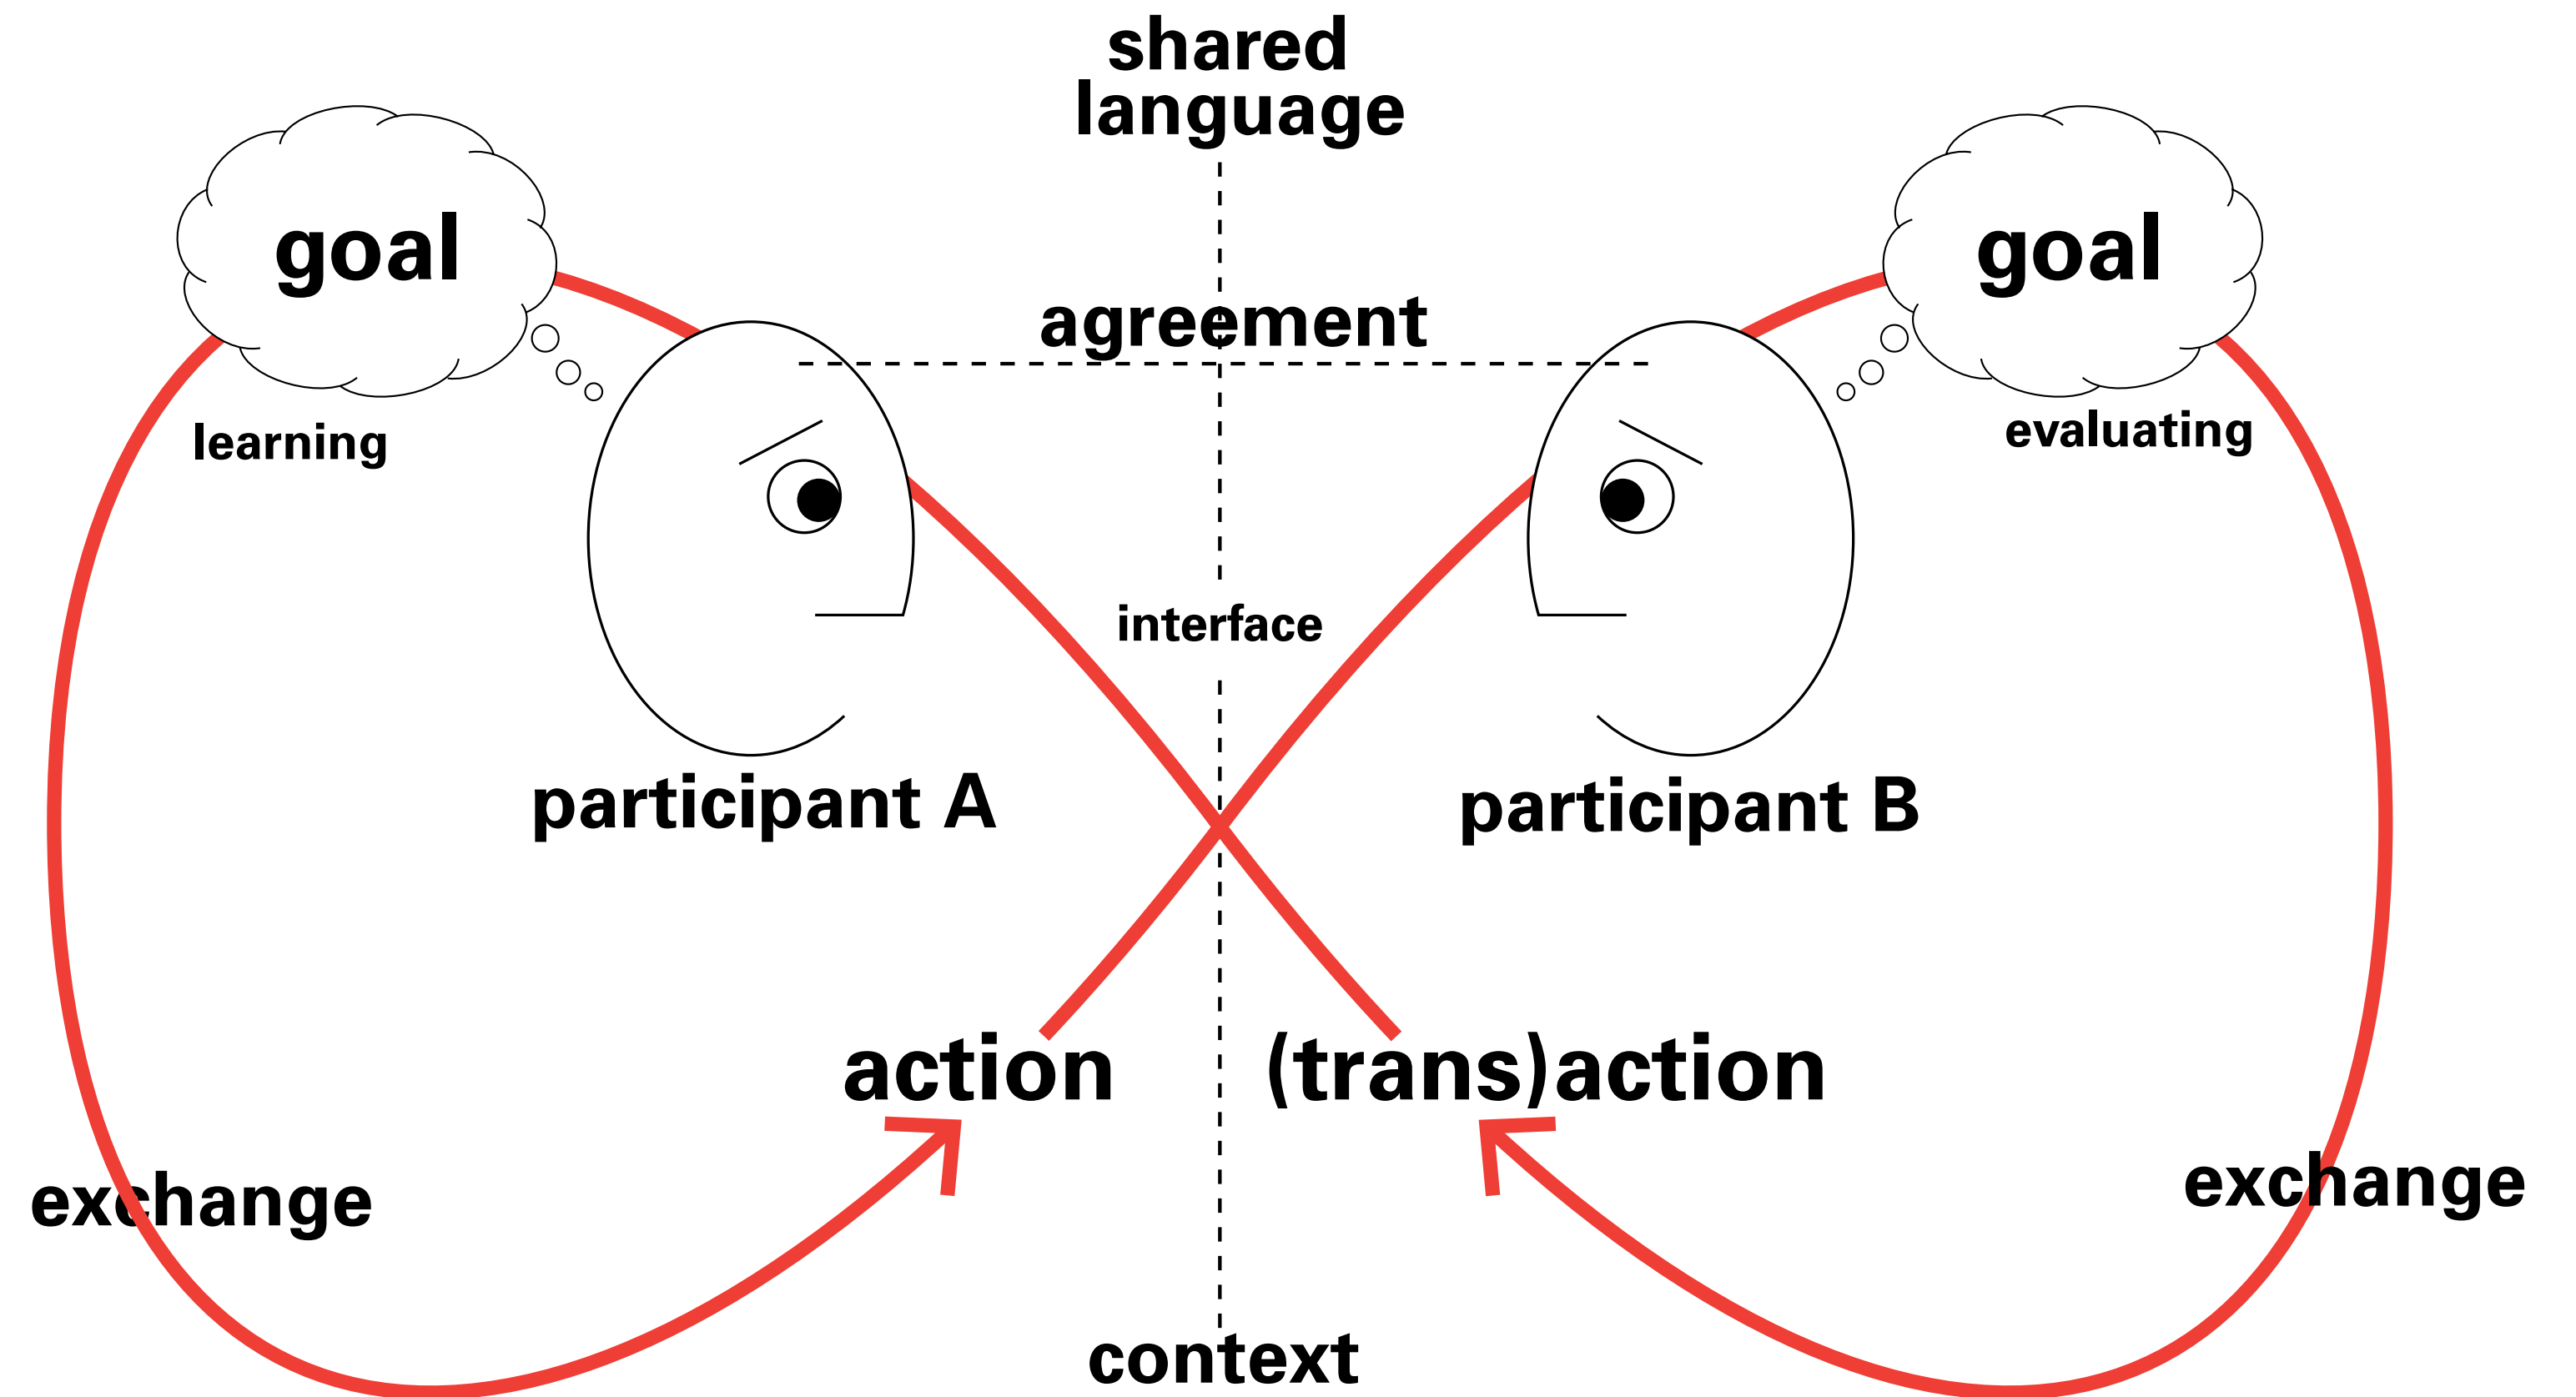 shared
language
goal
goal
agreement
learning
evaluating
interface
participant A
participant B
action
(trans)action
exchange
exchange
context